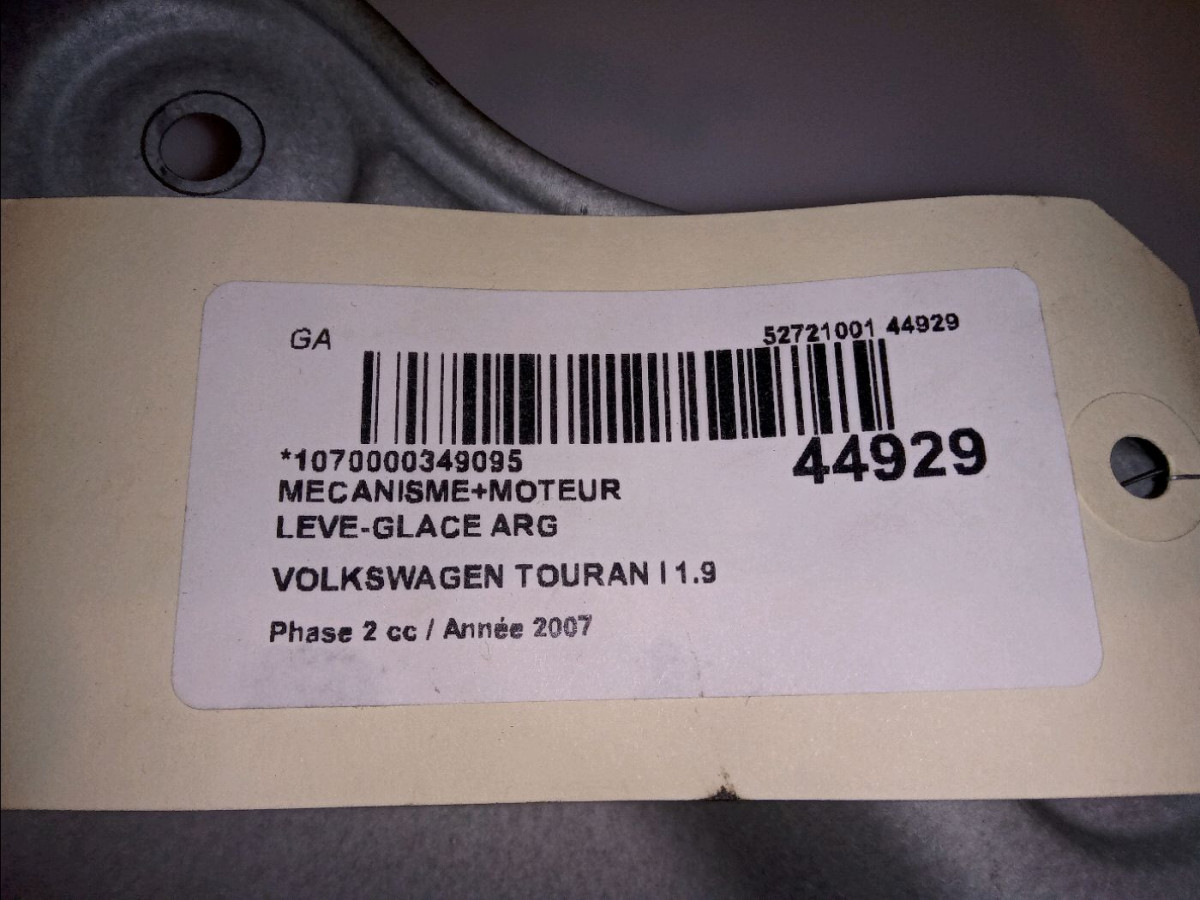 GA
52721001 44929
*1070000349095
44929
MECANISME+MOTEUR
LEVE-GLACE ARG
VOLKSWAGEN TOURAN I 1.9
Phase 2 cc / Année 2007